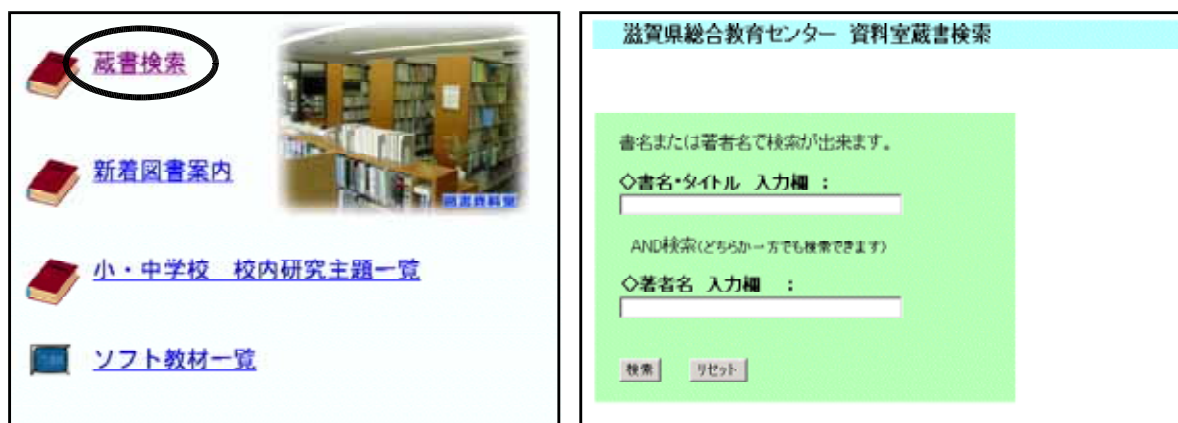 蔵書検索
図書資料室
新着図書案内
小・中学校　校内研究主題一覧
ソフト教材一覧
滋賀県総合教育センター 資料室蔵書検索
書名または著者名で検索が出来ます。
◇書名・タイトル 入力欄 :
AND検索(どちらか一方でも検索できます)
◇著者名 入力欄 :
検索 リセット